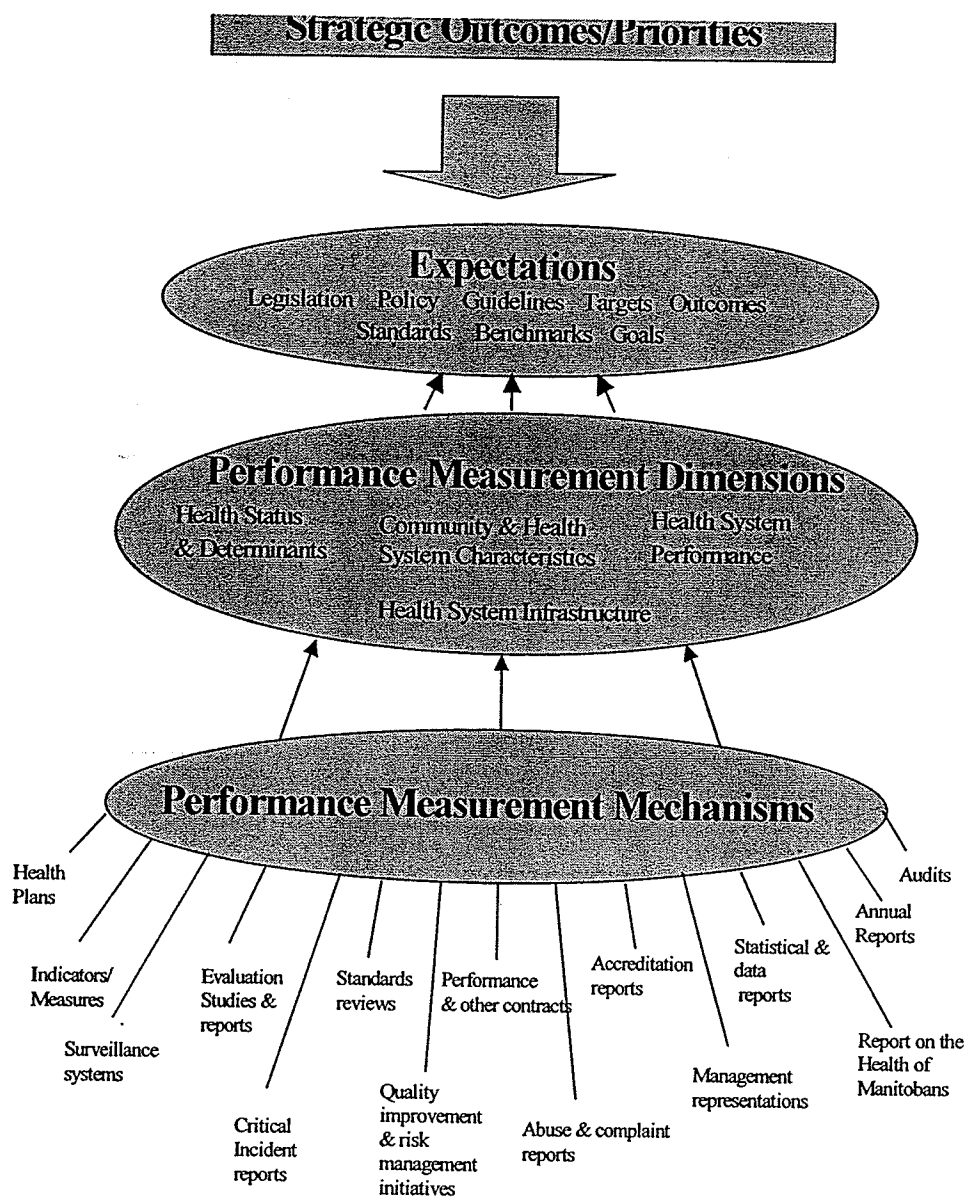 Strategic Outcomes/Priorities
Expectations
Legislation Policy Guidelines Targets Outcomes
Standards Benchmarks Goals
Performance Measurement Dimensions
Health Status
& Determinants
Community & Health
System Characteristics
Health System
Performance
Health System Infrastructure
Performance Measurement Mechanisms
Health
Plans
Indicators/
Measures
Surveillance
systems
Evaluation
Studies &
reports
Critical
Incident
reports
Standards
reviews
Quality
improvement
& risk
management
initiatives
Performance
& other contracts
Abuse & complaint
reports
Accreditation
reports
Management
representations
Statistical &
data
reports
Report on the
Health of
Manitobans
Annual
Reports
Audits